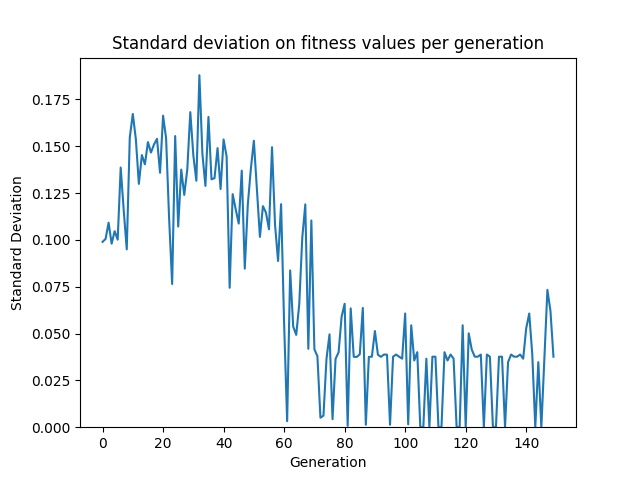 Standard deviation on fitness values per generation
Standard Deviation
0.175
0.150
0.125
0.100
0.075
0.050
0.025
0.000
0 20 40 60 80 100 120 140
Generation